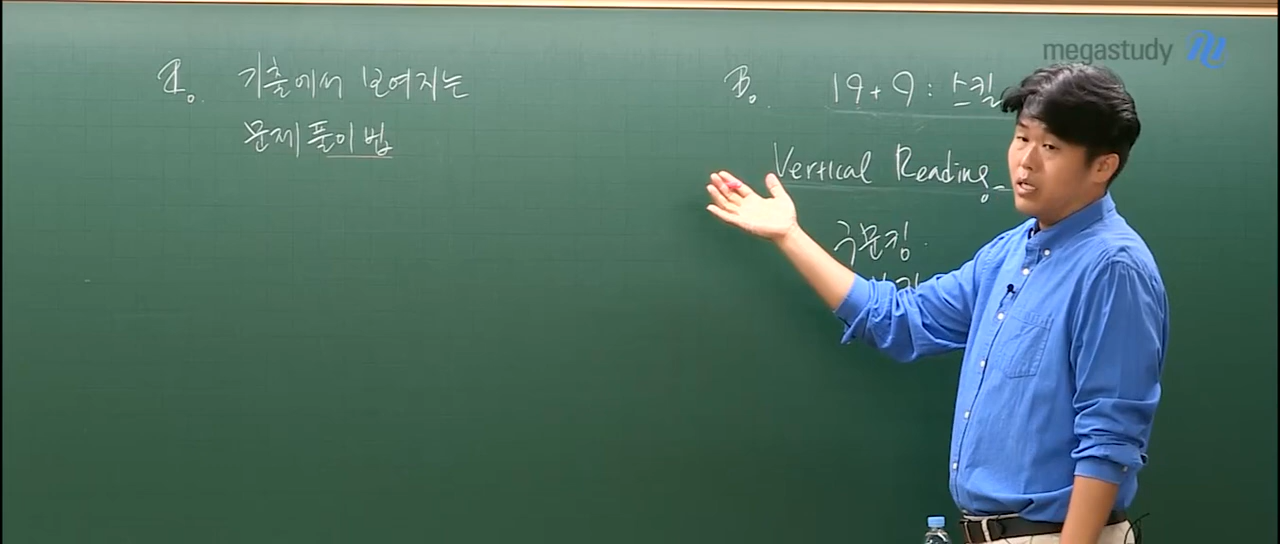 megastudy
A. 기출에서 보여지는
문제풀이법
B. 19+9: 스킬
Vertical Reading
구문킹